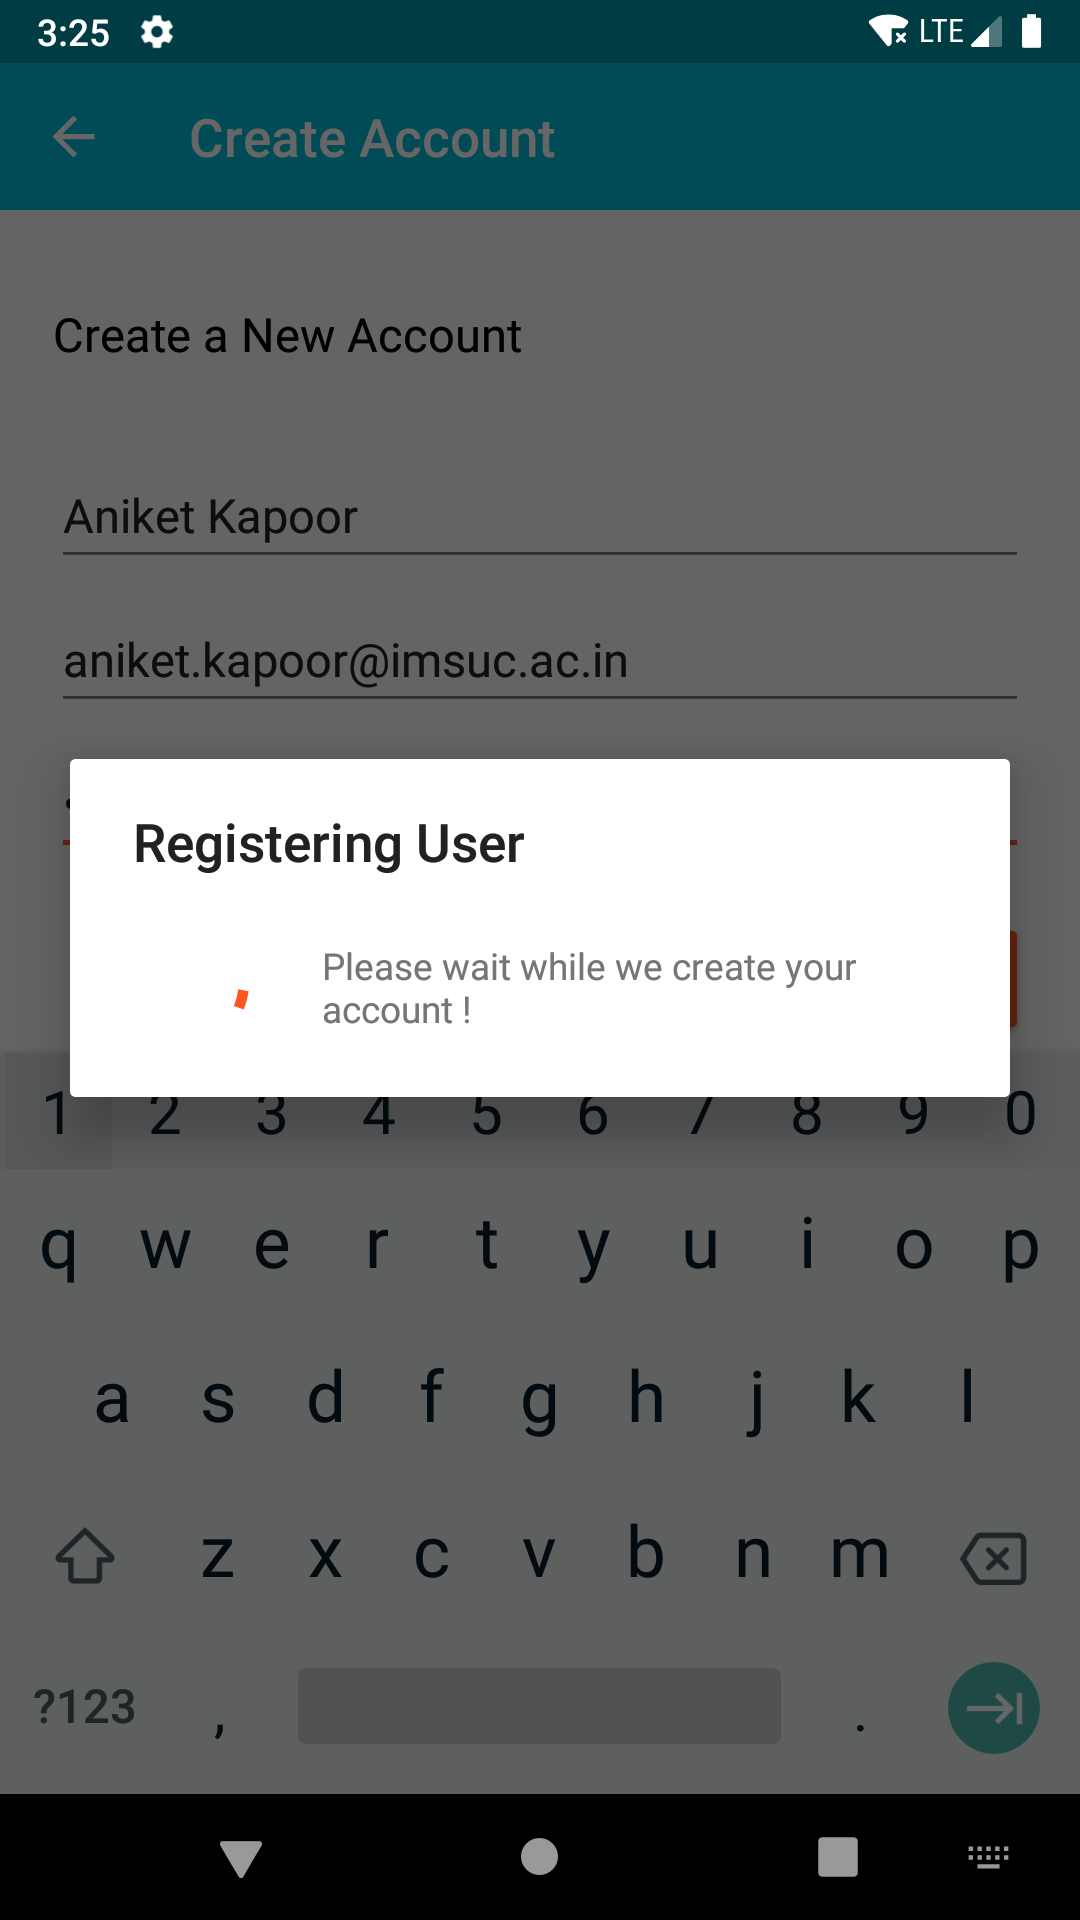 3:25 LTE
Create Account
Create a New Account
Aniket Kapoor
aniket.kapoor@imsuc.ac.in
Registering User
Please wait while we create your
account !
1 2 3 4 5 6 7 8 9 0
q w e r t y u i o p
a s d f g h j k l
z x c v b n m
?123 , .